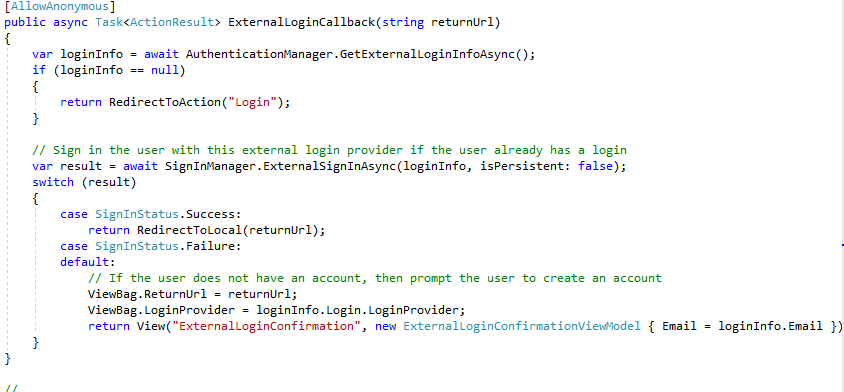 [AllowAnonymous]
public async Task<ActionResult> ExternalLoginCallback(string returnUrl)
{
    var loginInfo = await AuthenticationManager.GetExternalLoginInfoAsync();
    if (loginInfo == null)
    {
        return RedirectToAction("Login");
    }

    // Sign in the user with this external login provider if the user already has a login
    var result = await SignInManager.ExternalSignInAsync(loginInfo, isPersistent: false);
    switch (result)
    {
        case SignInStatus.Success:
            return RedirectToLocal(returnUrl);
        case SignInStatus.Failure:
        default:
            // If the user does not have an account, then prompt the user to create an account
            ViewBag.ReturnUrl = returnUrl;
            ViewBag.LoginProvider = loginInfo.Login.LoginProvider;
            return View("ExternalLoginConfirmation", new ExternalLoginConfirmationViewModel { Email = loginInfo.Email })
    }
}

//